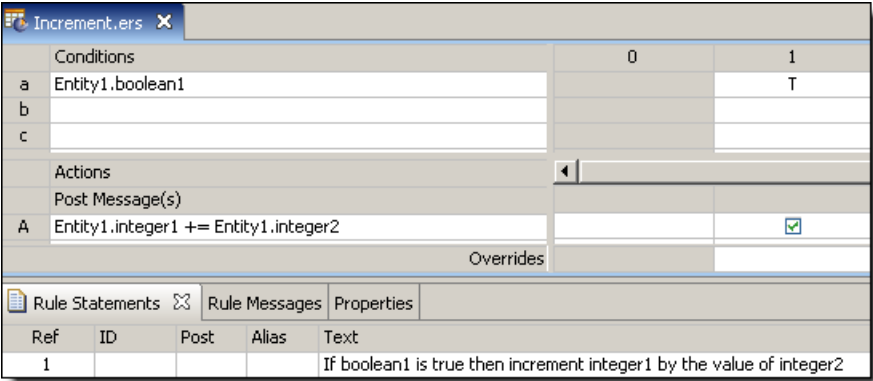 Increment.ers
Conditions 0 1
a Entity1.boolean1 T
b
c
Actions
Post Message(s)
A Entity1.integer1 += Entity1.integer2
Overrides
Rule Statements Rule Messages Properties
Ref ID Post Alias Text
1 If boolean1 is true then increment integer1 by the value of integer2